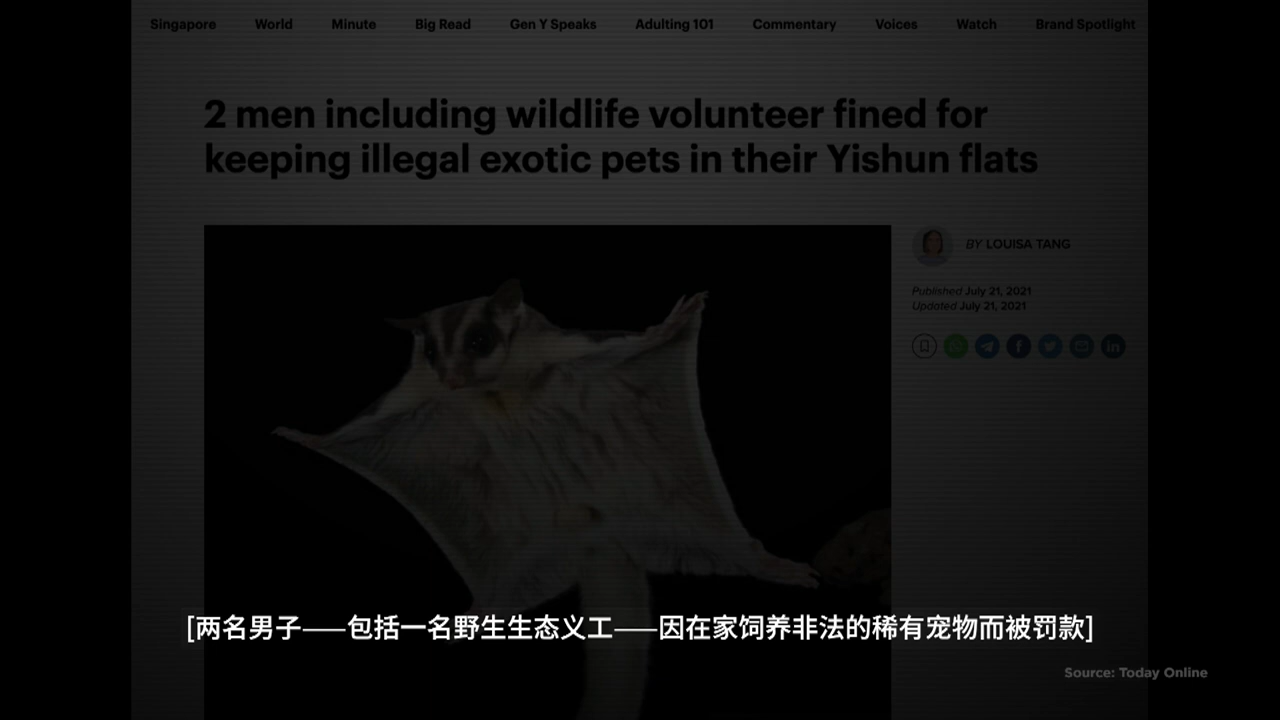 Singapore World Minute Big Read Gen Y Speaks Adulting 101 Commentary Voices Watch Brand Spotlight
2 men including wildlife volunteer fined for
keeping illegal exotic pets in their Yishun flats
BY LOUISA TANG
Published July 21, 2021
Updated July 21, 2021
[两名男子——包括一名野生生态义工——因在家饲养非法的稀有宠物而被罚款]
Source: Today Online